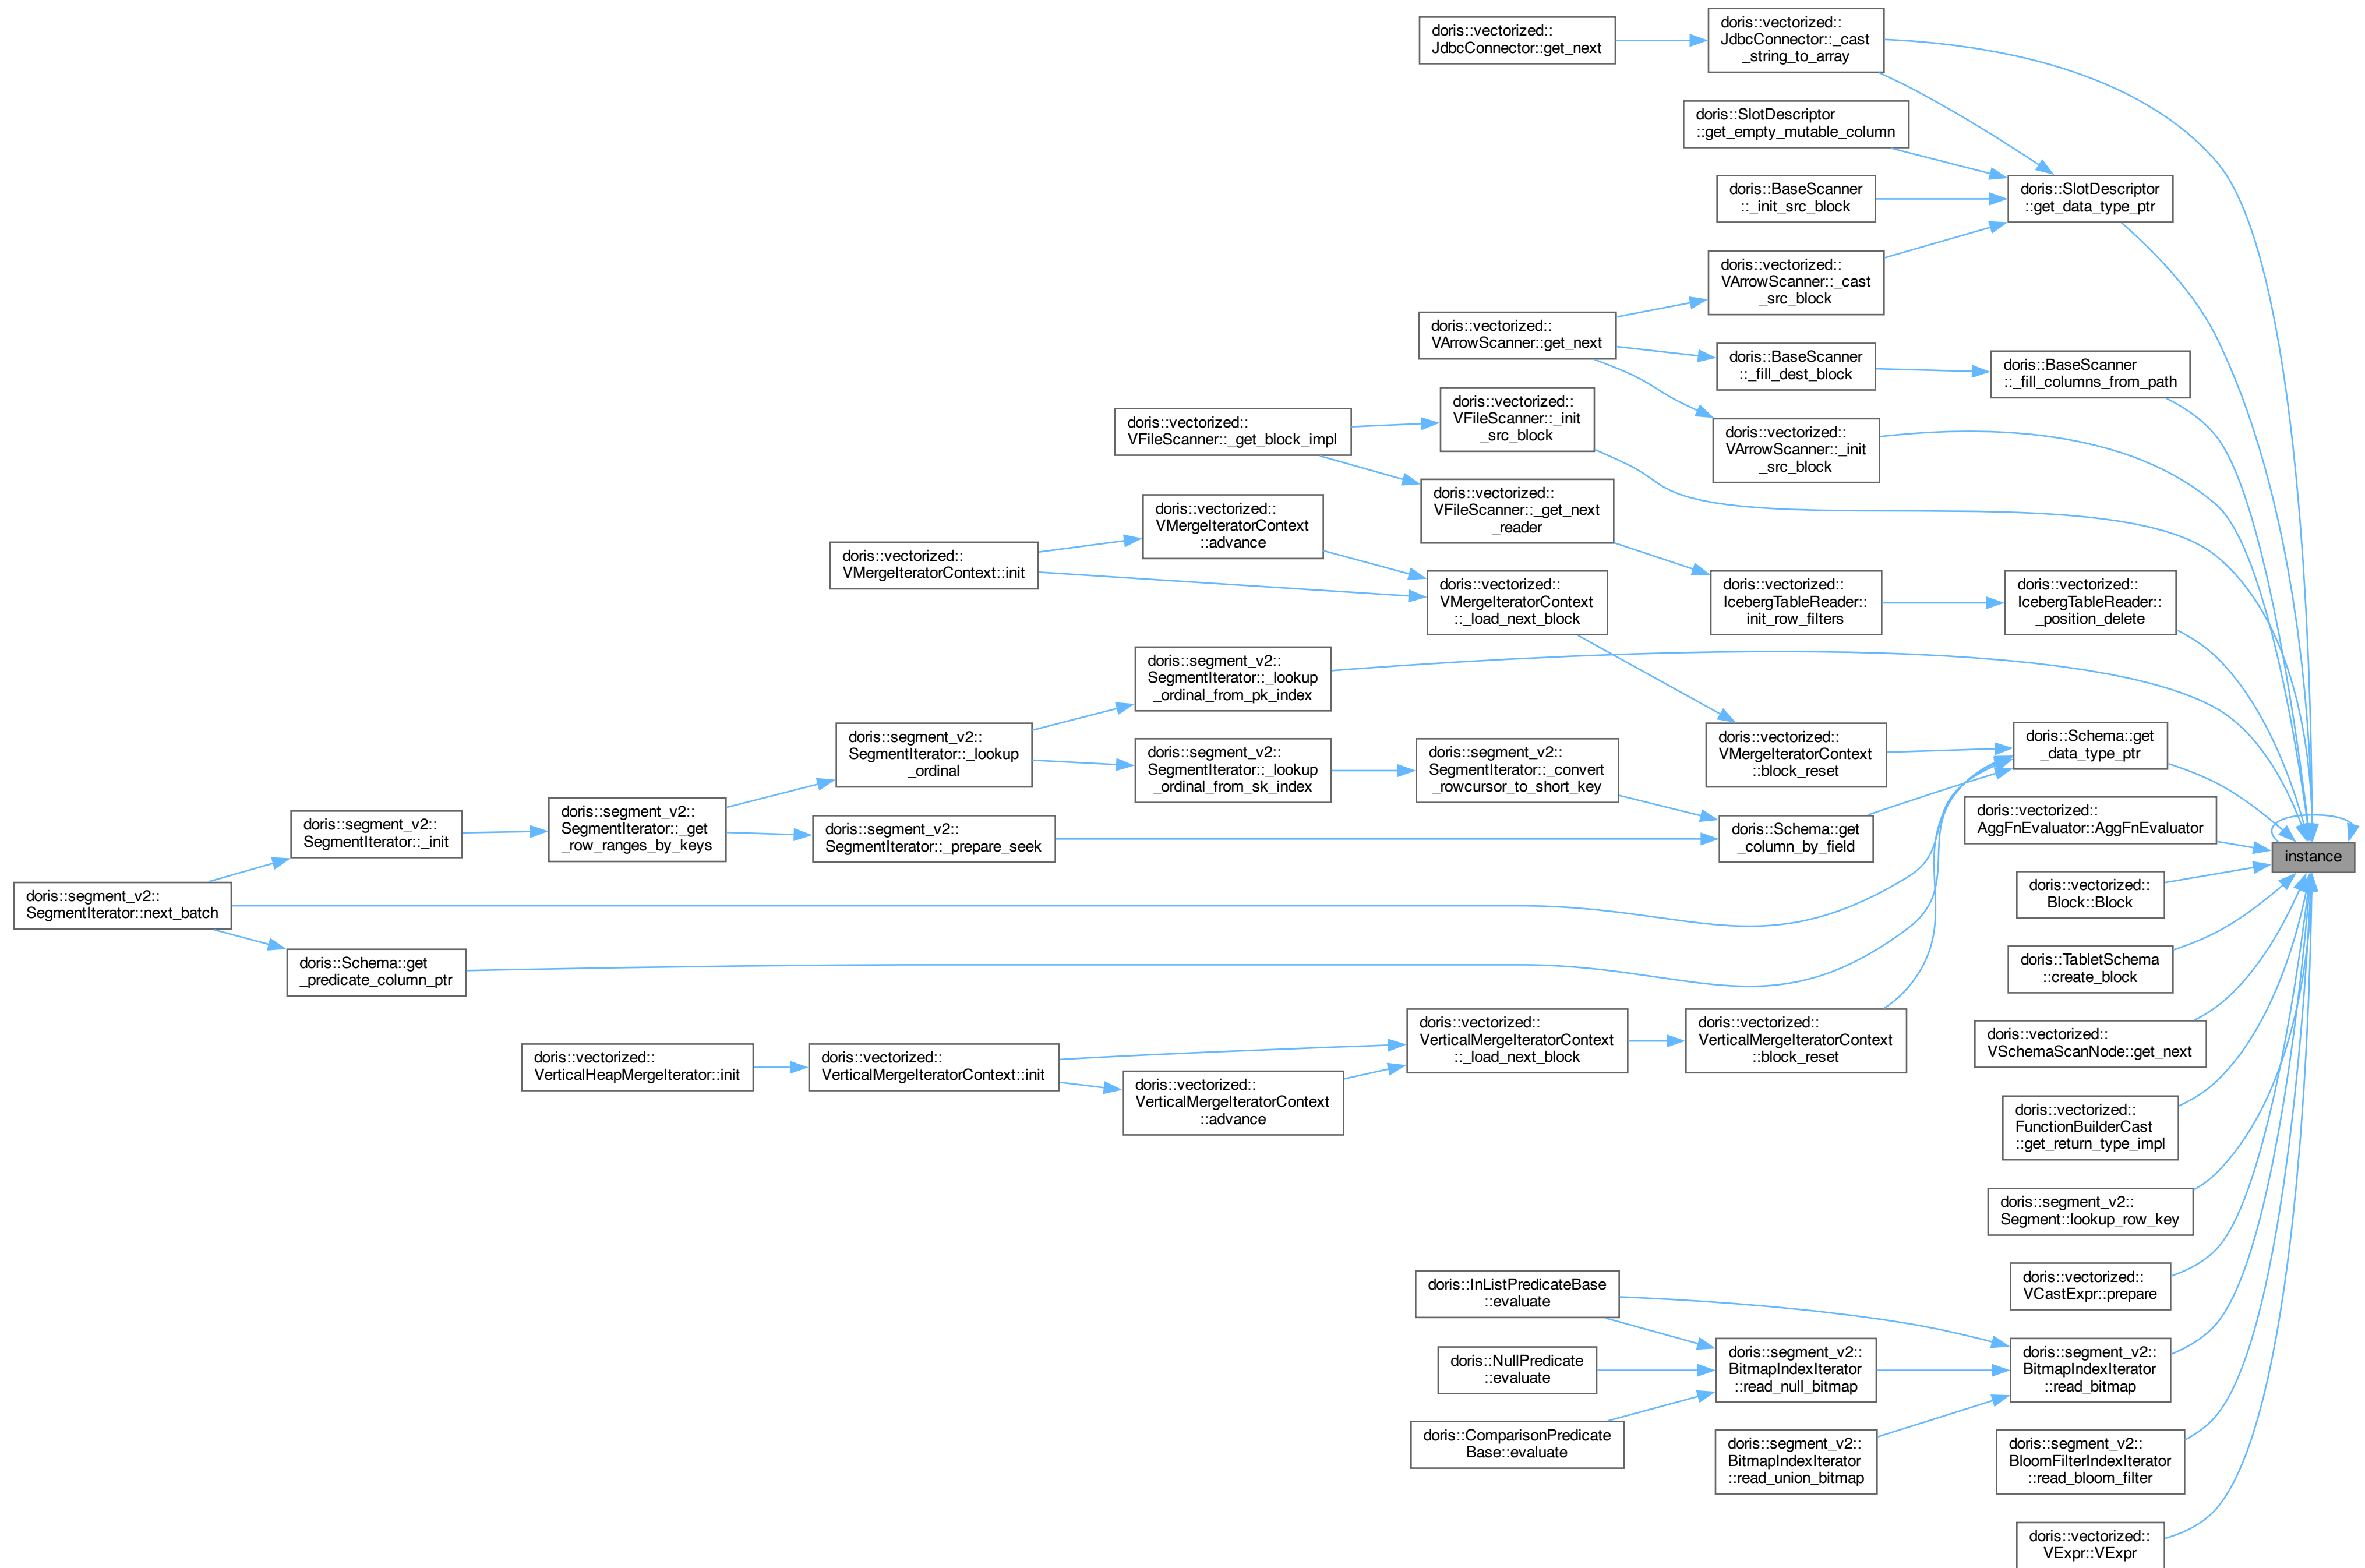 doris::vectorized::
JdbcConnector::get_next
doris::vectorized::
JdbcConnector::_cast
_string_to_array
doris::SlotDescriptor
::get_empty_mutable_column
doris::BaseScanner
::_init_src_block
doris::SlotDescriptor
::get_data_type_ptr
doris::vectorized::
VArrowScanner::_cast
_src_block
doris::vectorized::
VArrowScanner::get_next
doris::BaseScanner
::_fill_dest_block
doris::BaseScanner
::_fill_columns_from_path
doris::vectorized::
VFileScanner::_get_block_impl
doris::vectorized::
VFileScanner::_init
_src_block
doris::vectorized::
VArrowScanner::_init
_src_block
doris::vectorized::
VFileScanner::_get_next
_reader
doris::vectorized::
VMergeIteratorContext
::advance
doris::vectorized::
VMergeIteratorContext::init
doris::vectorized::
VMergeIteratorContext
::_load_next_block
doris::vectorized::
IcebergTableReader::
init_row_filters
doris::vectorized::
IcebergTableReader::
_position_delete
doris::segment_v2::
SegmentIterator::_lookup
_ordinal_from_pk_index
doris::segment_v2::
SegmentIterator::_lookup
_ordinal
doris::segment_v2::
SegmentIterator::_lookup
_ordinal_from_sk_index
doris::segment_v2::
SegmentIterator::_convert
_rowcursor_to_short_key
doris::vectorized::
VMergeIteratorContext
::block_reset
doris::Schema::get
_data_type_ptr
doris::segment_v2::
SegmentIterator::_init
doris::segment_v2::
SegmentIterator::_get
_row_ranges_by_keys
doris::segment_v2::
SegmentIterator::_prepare_seek
doris::Schema::get
_column_by_field
doris::vectorized::
AggFnEvaluator::AggFnEvaluator
instance
doris::segment_v2::
SegmentIterator::next_batch
doris::vectorized::
Block::Block
doris::Schema::get
_predicate_column_ptr
doris::TabletSchema
::create_block
doris::vectorized::
VerticalHeapMergeIterator::init
doris::vectorized::
VerticalMergeIteratorContext::init
doris::vectorized::
VerticalMergeIteratorContext
::_load_next_block
doris::vectorized::
VerticalMergeIteratorContext
::block_reset
doris::vectorized::
VSchemaScanNode::get_next
doris::vectorized::
VerticalMergeIteratorContext
::advance
doris::vectorized::
FunctionBuilderCast
::get_return_type_impl
doris::segment_v2::
Segment::lookup_row_key
doris::vectorized::
VCastExpr::prepare
doris::InListPredicateBase
::evaluate
doris::NullPredicate
::evaluate
doris::segment_v2::
BitmapIndexIterator
::read_null_bitmap
doris::segment_v2::
BitmapIndexIterator
::read_bitmap
doris::ComparisonPredicate
Base::evaluate
doris::segment_v2::
BitmapIndexIterator
::read_union_bitmap
doris::segment_v2::
BloomFilterIndexIterator
::read_bloom_filter
doris::vectorized::
VExpr::VExpr